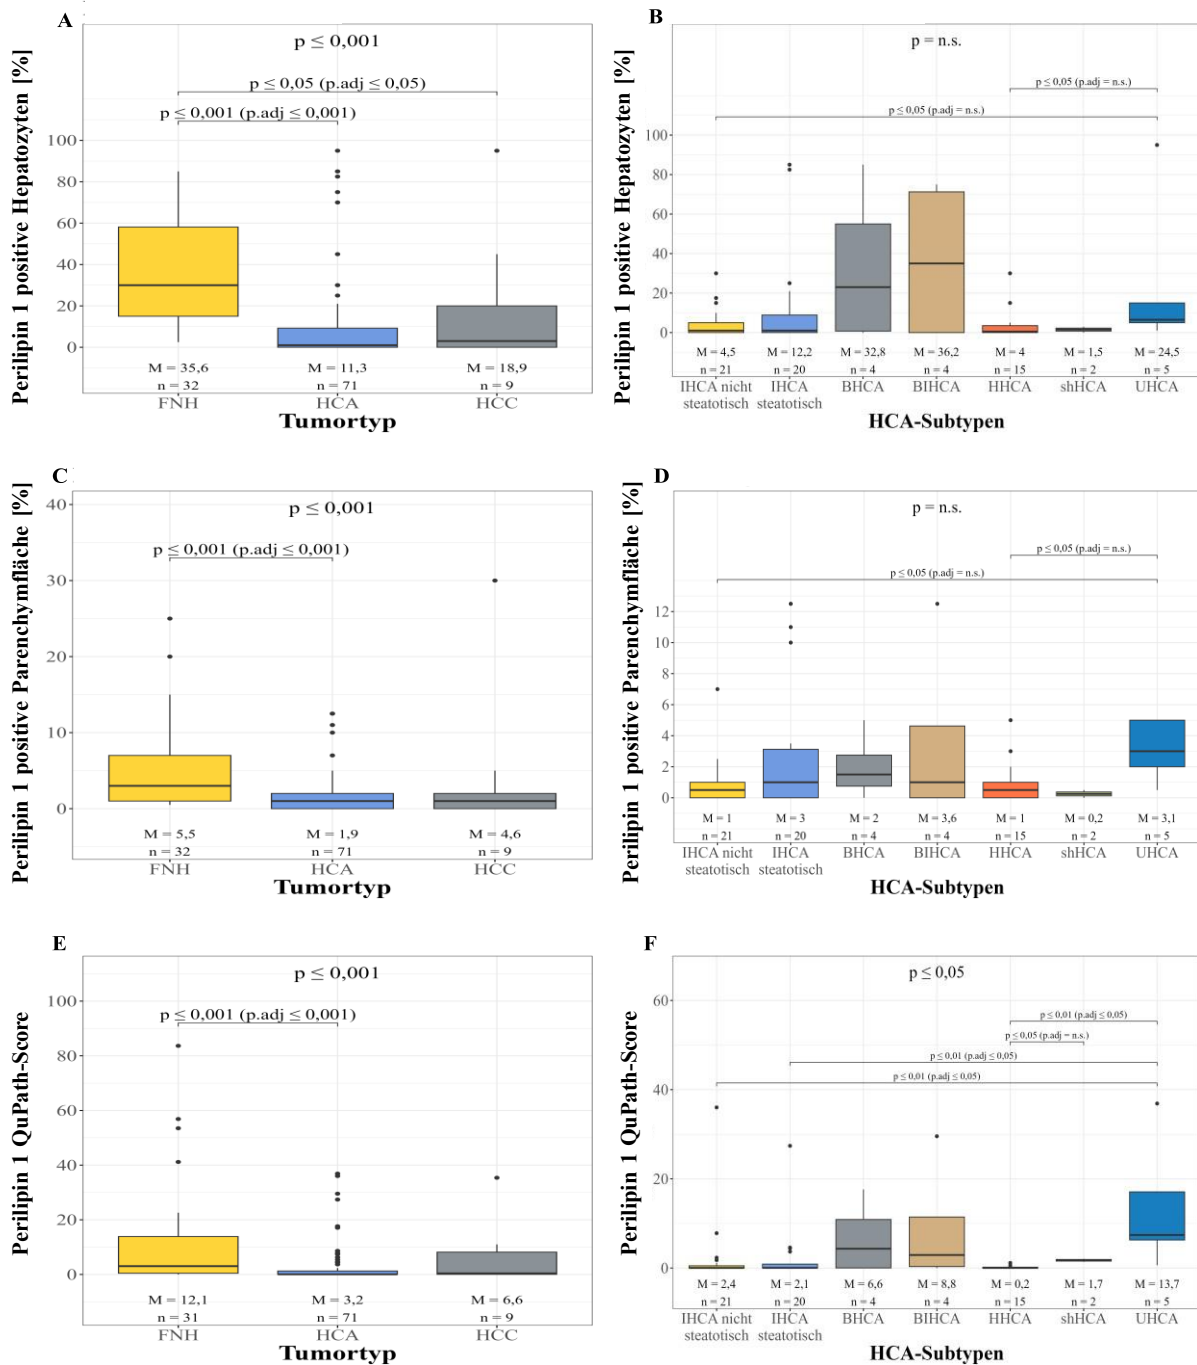 A
Perilipin 1 positive Hepatozyten [%]
p ≤ 0,001
p ≤ 0,05 (p.adj ≤ 0,05)
p ≤ 0,001 (p.adj ≤ 0,001)
100
80
60
40
20
0
M = 35,6
M = 11,3
M = 18,9
n = 32
n = 71
n = 9
FNH
HCA
HCC
Tumortyp
B
Perilipin 1 positive Hepatozyten [%]
p = n.s.
p ≤ 0,05 (p.adj = n.s.)
p ≤ 0,05 (p.adj = n.s.)
100
80
60
40
20
0
M = 4,5
M = 12,2
M = 32,8
M = 36,2
M = 4
M = 1,5
M = 24,5
n = 21
n = 20
n = 4
n = 4
n = 15
n = 2
n = 5
IHCA nicht
steatotisch
IHCA
steatotisch
BHCA
BIHCA
HHCA
shHCA
UHCA
HCA-Subtypen
C
Perilipin 1 positive Parenchymfläche [%]
p ≤ 0,001
p ≤ 0,001 (p.adj ≤ 0,001)
40
30
20
10
0
M = 5,5
M = 1,9
M = 4,6
n = 32
n = 71
n = 9
FNH
HCA
HCC
Tumortyp
D
Perilipin 1 positive Parenchymfläche [%]
p = n.s.
p ≤ 0,05 (p.adj = n.s.)
p ≤ 0,05 (p.adj = n.s.)
12
10
8
6
4
2
0
M = 1
M = 3
M = 2
M = 3,6
M = 1
M = 0,2
M = 3,1
n = 21
n = 20
n = 4
n = 4
n = 15
n = 2
n = 5
IHCA nicht
steatotisch
IHCA
steatotisch
BHCA
BIHCA
HHCA
shHCA
UHCA
HCA-Subtypen
E
Perilipin 1 QuPath-Score
p ≤ 0,001
p ≤ 0,001 (p.adj ≤ 0,001)
100
80
60
40
20
0
M = 12,1
M = 3,2
M = 6,6
n = 31
n = 71
n = 9
FNH
HCA
HCC
Tumortyp
F
Perilipin 1 QuPath-Score
p ≤ 0,05
p ≤ 0,01 (p.adj ≤ 0,05)
p ≤ 0,05 (p.adj = n.s.)
p ≤ 0,01 (p.adj ≤ 0,05)
p ≤ 0,01 (p.adj ≤ 0,05)
60
40
20
0
M = 2,4
M = 2,1
M = 6,6
M = 8,8
M = 0,2
M = 1,7
M = 13,7
n = 21
n = 20
n = 4
n = 4
n = 15
n = 2
n = 5
IHCA nicht
steatotisch
IHCA
steatotisch
BHCA
BIHCA
HHCA
shHCA
UHCA
HCA-Subtypen